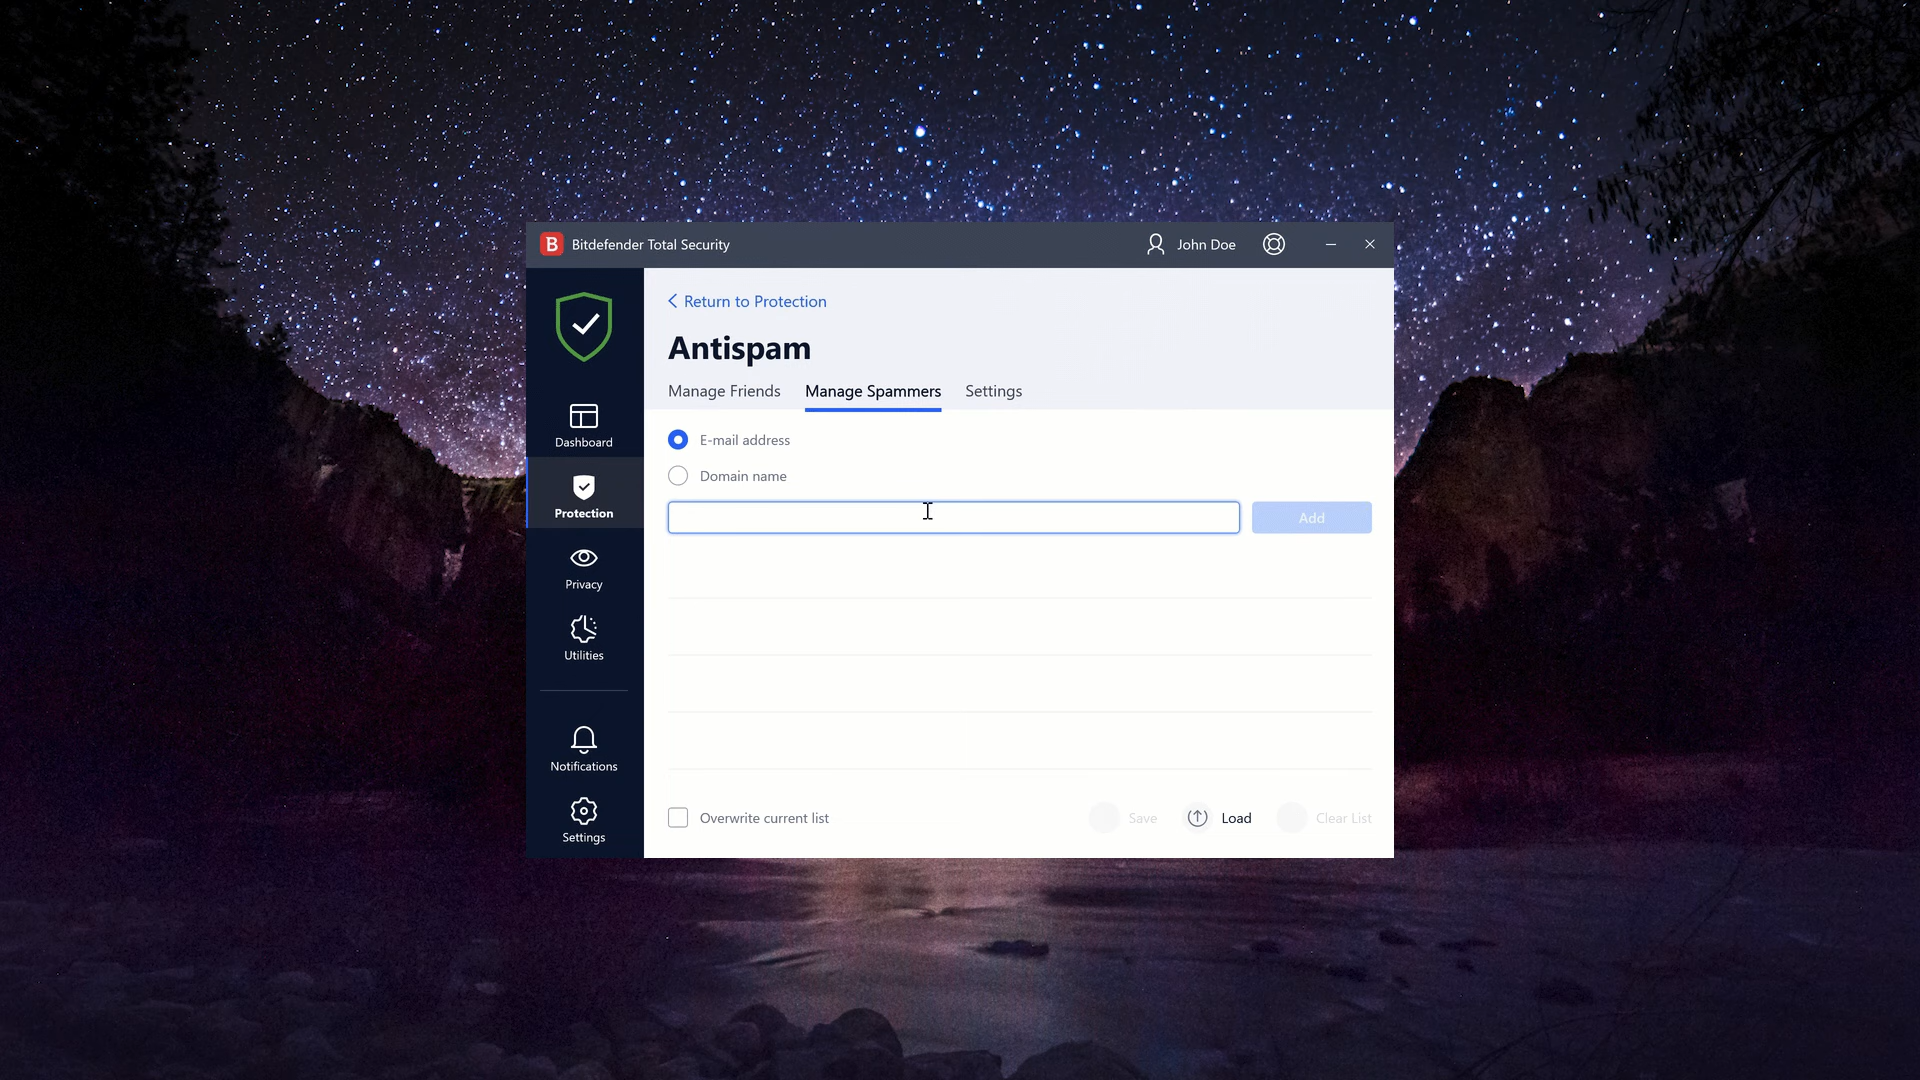 B Bitdefender Total Security
John Doe
Return to Protection
Antispam
Manage Friends Manage Spammers Settings
E-mail address
Domain name
Add
Dashboard
Protection
Privacy
Utilities
Notifications
Settings
Overwrite current list
Save Load Clear List